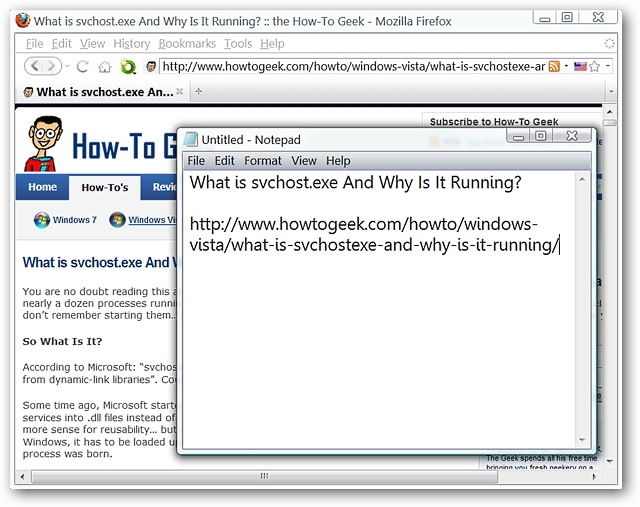 What is svchost.exe And Why Is It Running? :: the How-To Geek - Mozilla Firefox
File Edit View History Bookmarks Tools Help
http://www.howtogeek.com/howto/windows-vista/what-is-svchostexe-ar
What is svchost.exe An...
Subscribe to How-To Geek
How-To G
Home How-To's Revie
Windows 7 Windows Vis
What is svchost.exe And W
You are no doubt reading this a
nearly a dozen processes runnin
don't remember starting them..
So What Is It?
According to Microsoft: "svchos
from dynamic-link libraries". Cou
Some time ago, Microsoft starte
services into .dll files instead of
more sense for reusability... but
Windows, it has to be loaded up
process was born.
Untitled - Notepad
File Edit Format View Help
What is svchost.exe And Why Is It Running?
http://www.howtogeek.com/howto/windows-
vista/what-is-svchostexe-and-why-is-it-running/
The Geek spends all his free time
bringing you fresh geekery on a